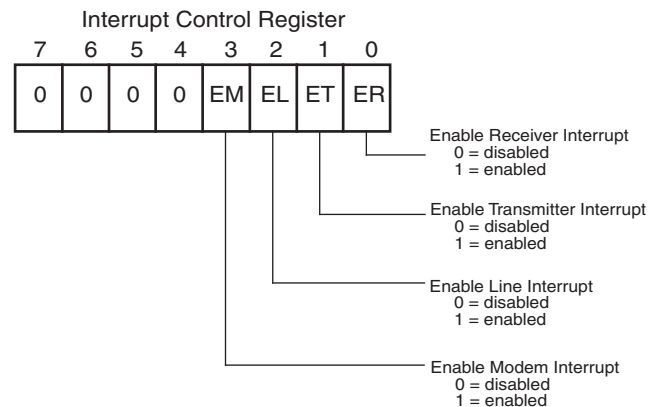 Interrupt Control Register
7 6 5 4 3 2 1 0
0 0 0 0 EM EL ET ER
Enable Receiver Interrupt
0 = disabled
1 = enabled
Enable Transmitter Interrupt
0 = disabled
1 = enabled
Enable Line Interrupt
0 = disabled
1 = enabled
Enable Modem Interrupt
0 = disabled
1 = enabled